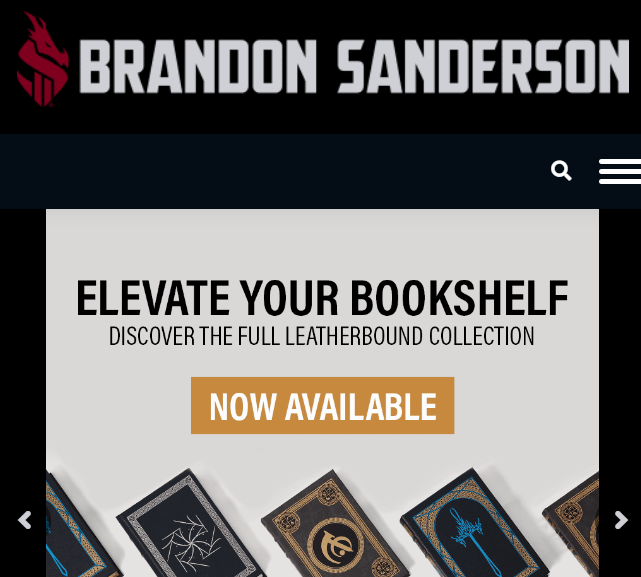 BRANDON SANDERSON
ELEVATE YOUR BOOKSHELF
DISCOVER THE FULL LEATHERBOUND COLLECTION
NOW AVAILABLE